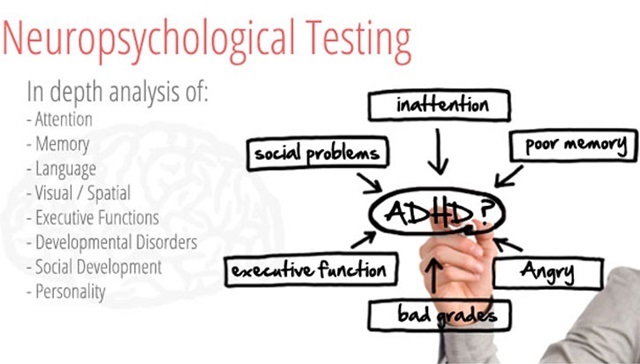 Neuropsychological Testing
In depth analysis of:
- Attention
- Memory
- Language
- Visual / Spatial
- Executive Functions
- Developmental Disorders
- Social Development
- Personality
inattention
social problems
poor memory
ADHD?
executive function
Angry
bad grades